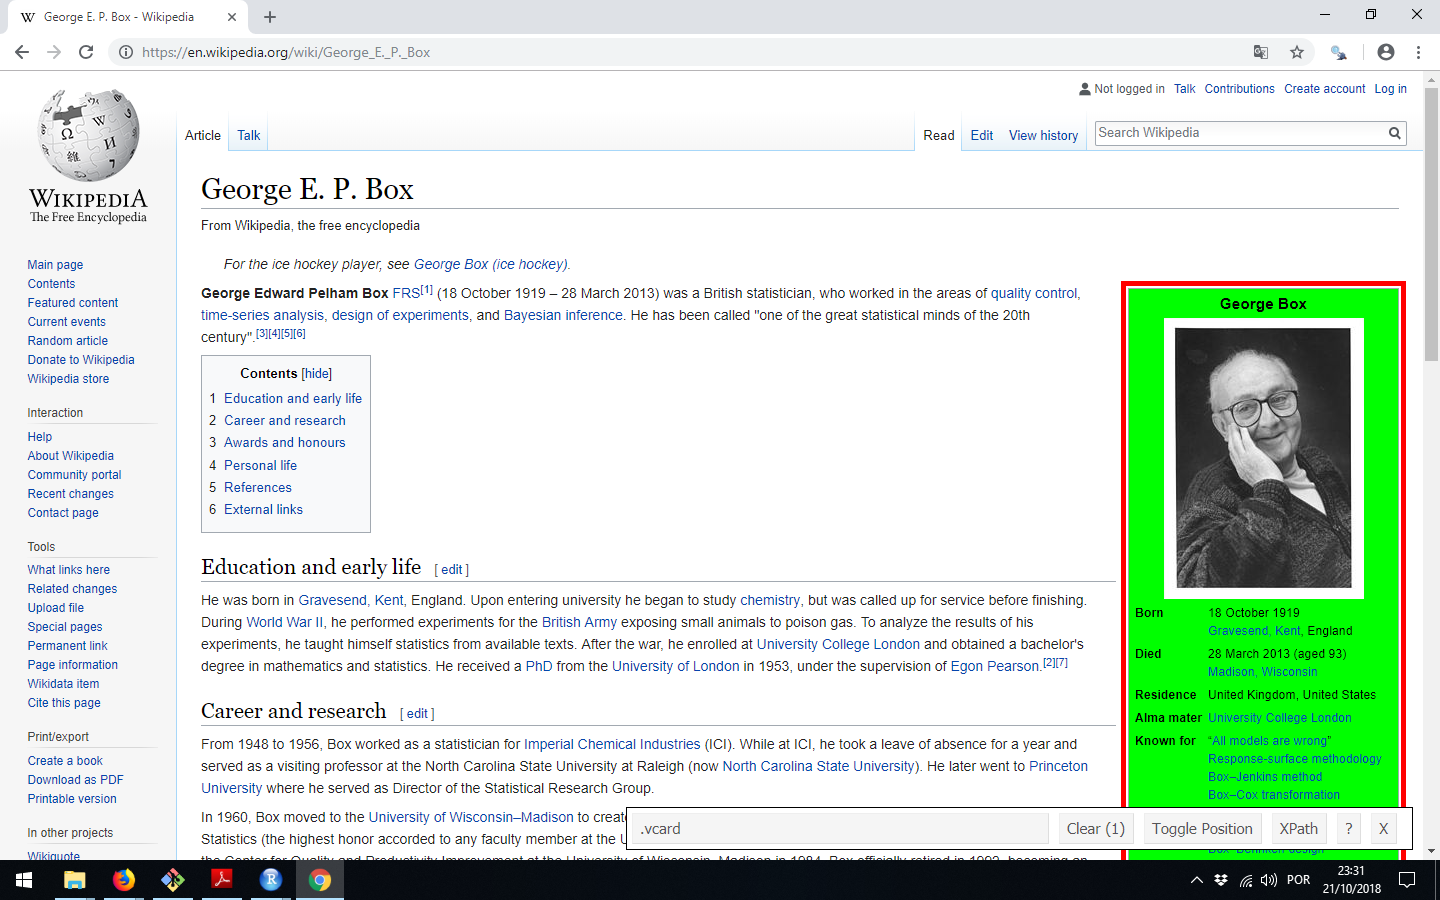 George E. P. Box - Wikipedia
https://en.wikipedia.org/wiki/George_E._P._Box
Not logged in Talk Contributions Create account Log in
Article Talk Read Edit View history Search Wikipedia
WIKIPEDIA
The Free Encyclopedia
Main page
Contents
Featured content
Current events
Random article
Donate to Wikipedia
Wikipedia store
Interaction
Help
About Wikipedia
Community portal
Recent changes
Contact page
Tools
What links here
Related changes
Upload file
Special pages
Permanent link
Page information
Wikidata item
Cite this page
Print/export
Create a book
Download as PDF
Printable version
In other projects
Wikiquote
George E. P. Box
From Wikipedia, the free encyclopedia
For the ice hockey player, see George Box (ice hockey).
George Edward Pelham Box FRS[1] (18 October 1919 – 28 March 2013) was a British statistician, who worked in the areas of quality control,
time-series analysis, design of experiments, and Bayesian inference. He has been called "one of the great statistical minds of the 20th
century".[3][4][5][6]
Contents [hide]
1 Education and early life
2 Career and research
3 Awards and honours
4 Personal life
5 References
6 External links
Education and early life [ edit ]
He was born in Gravesend, Kent, England. Upon entering university he began to study chemistry, but was called up for service before finishing.
During World War II, he performed experiments for the British Army exposing small animals to poison gas. To analyze the results of his
experiments, he taught himself statistics from available texts. After the war, he enrolled at University College London and obtained a bachelor's
degree in mathematics and statistics. He received a PhD from the University of London in 1953, under the supervision of Egon Pearson.[2][7]
Career and research [ edit ]
From 1948 to 1956, Box worked as a statistician for Imperial Chemical Industries (ICI). While at ICI, he took a leave of absence for a year and
served as a visiting professor at the North Carolina State University at Raleigh (now North Carolina State University). He later went to Princeton
University where he served as Director of the Statistical Research Group.
In 1960, Box moved to the University of Wisconsin–Madison to create
Statistics (the highest honor accorded to any faculty member at the U
George Box
Born 18 October 1919
Gravesend, Kent, England
Died 28 March 2013 (aged 93)
Madison, Wisconsin
Residence United Kingdom, United States
Alma mater University College London
Known for “All models are wrong”
Response-surface methodology
Box–Jenkins method
Box–Cox transformation
.vcard Clear (1) Toggle Position XPath ? X
POR 23:31
21/10/2018